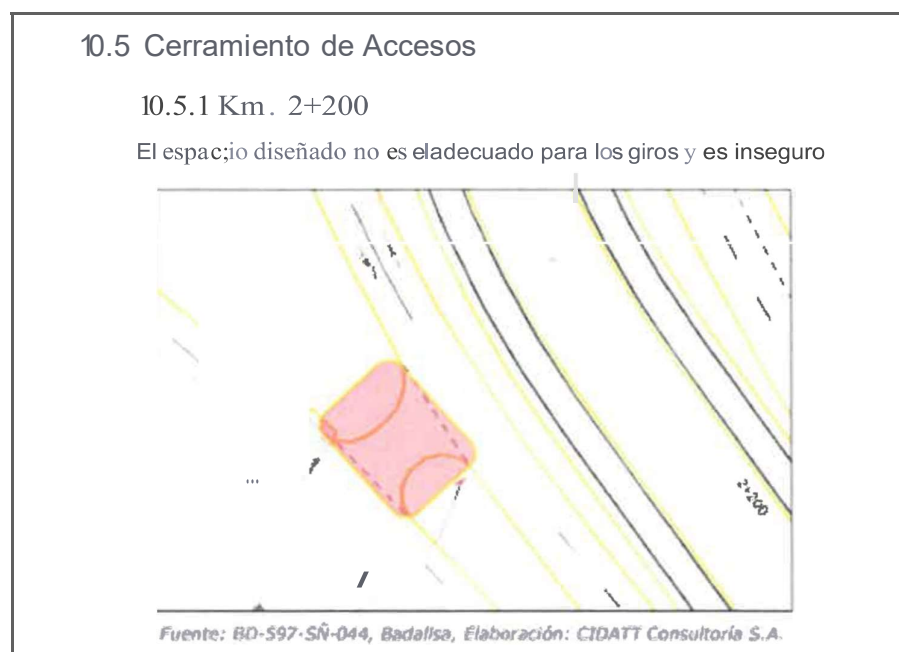 10.5 Cerramiento de Accesos
10.5.1 Km. 2+200
El espac;io diseñado no es eladecuado para los giros y es inseguro
2+200
Fuente: BD-597-SÑ-044, Badallsa, Elaboración: CIDATT Consultoría S.A.